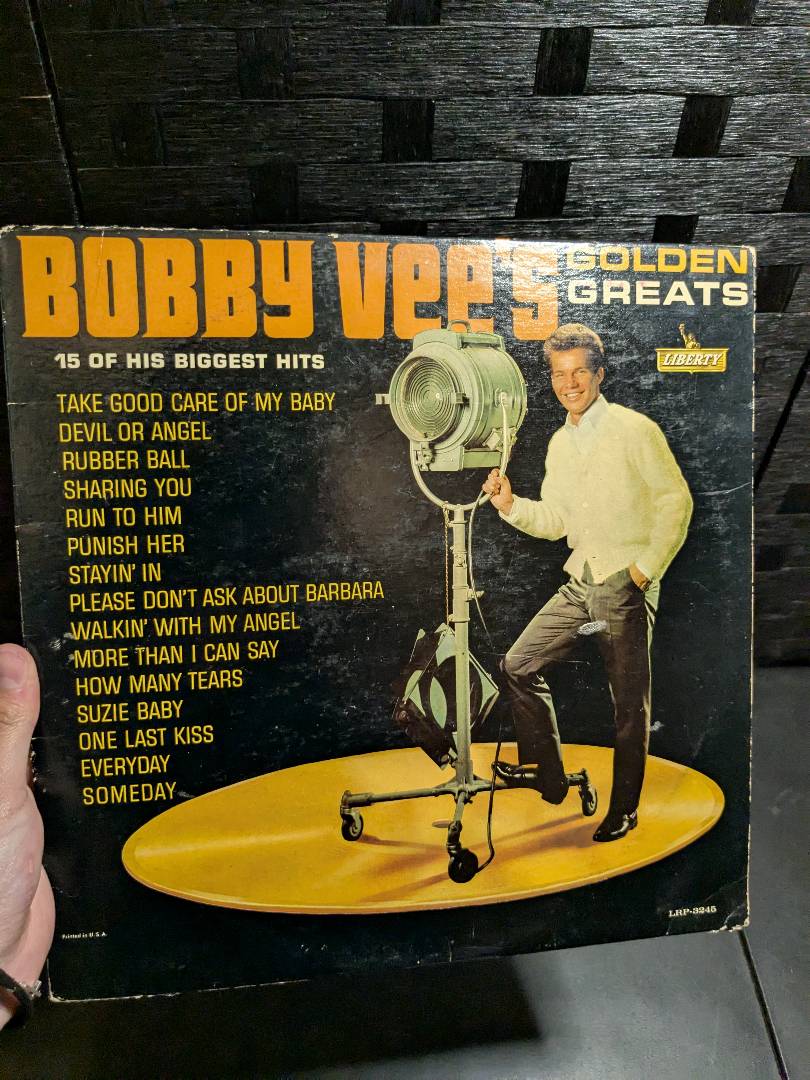 BOBBY VEE'S
GOLDEN
GREATS
15 OF HIS BIGGEST HITS
LIBERTY
TAKE GOOD CARE OF MY BABY
DEVIL OR ANGEL
RUBBER BALL
SHARING YOU
RUN TO HIM
PUNISH HER
STAYIN' IN
PLEASE DON'T ASK ABOUT BARBARA
WALKIN' WITH MY ANGEL
MORE THAN I CAN SAY
HOW MANY TEARS
SUZIE BABY
ONE LAST KISS
EVERYDAY
SOMEDAY
LRP-3245
Printed in U.S.A.